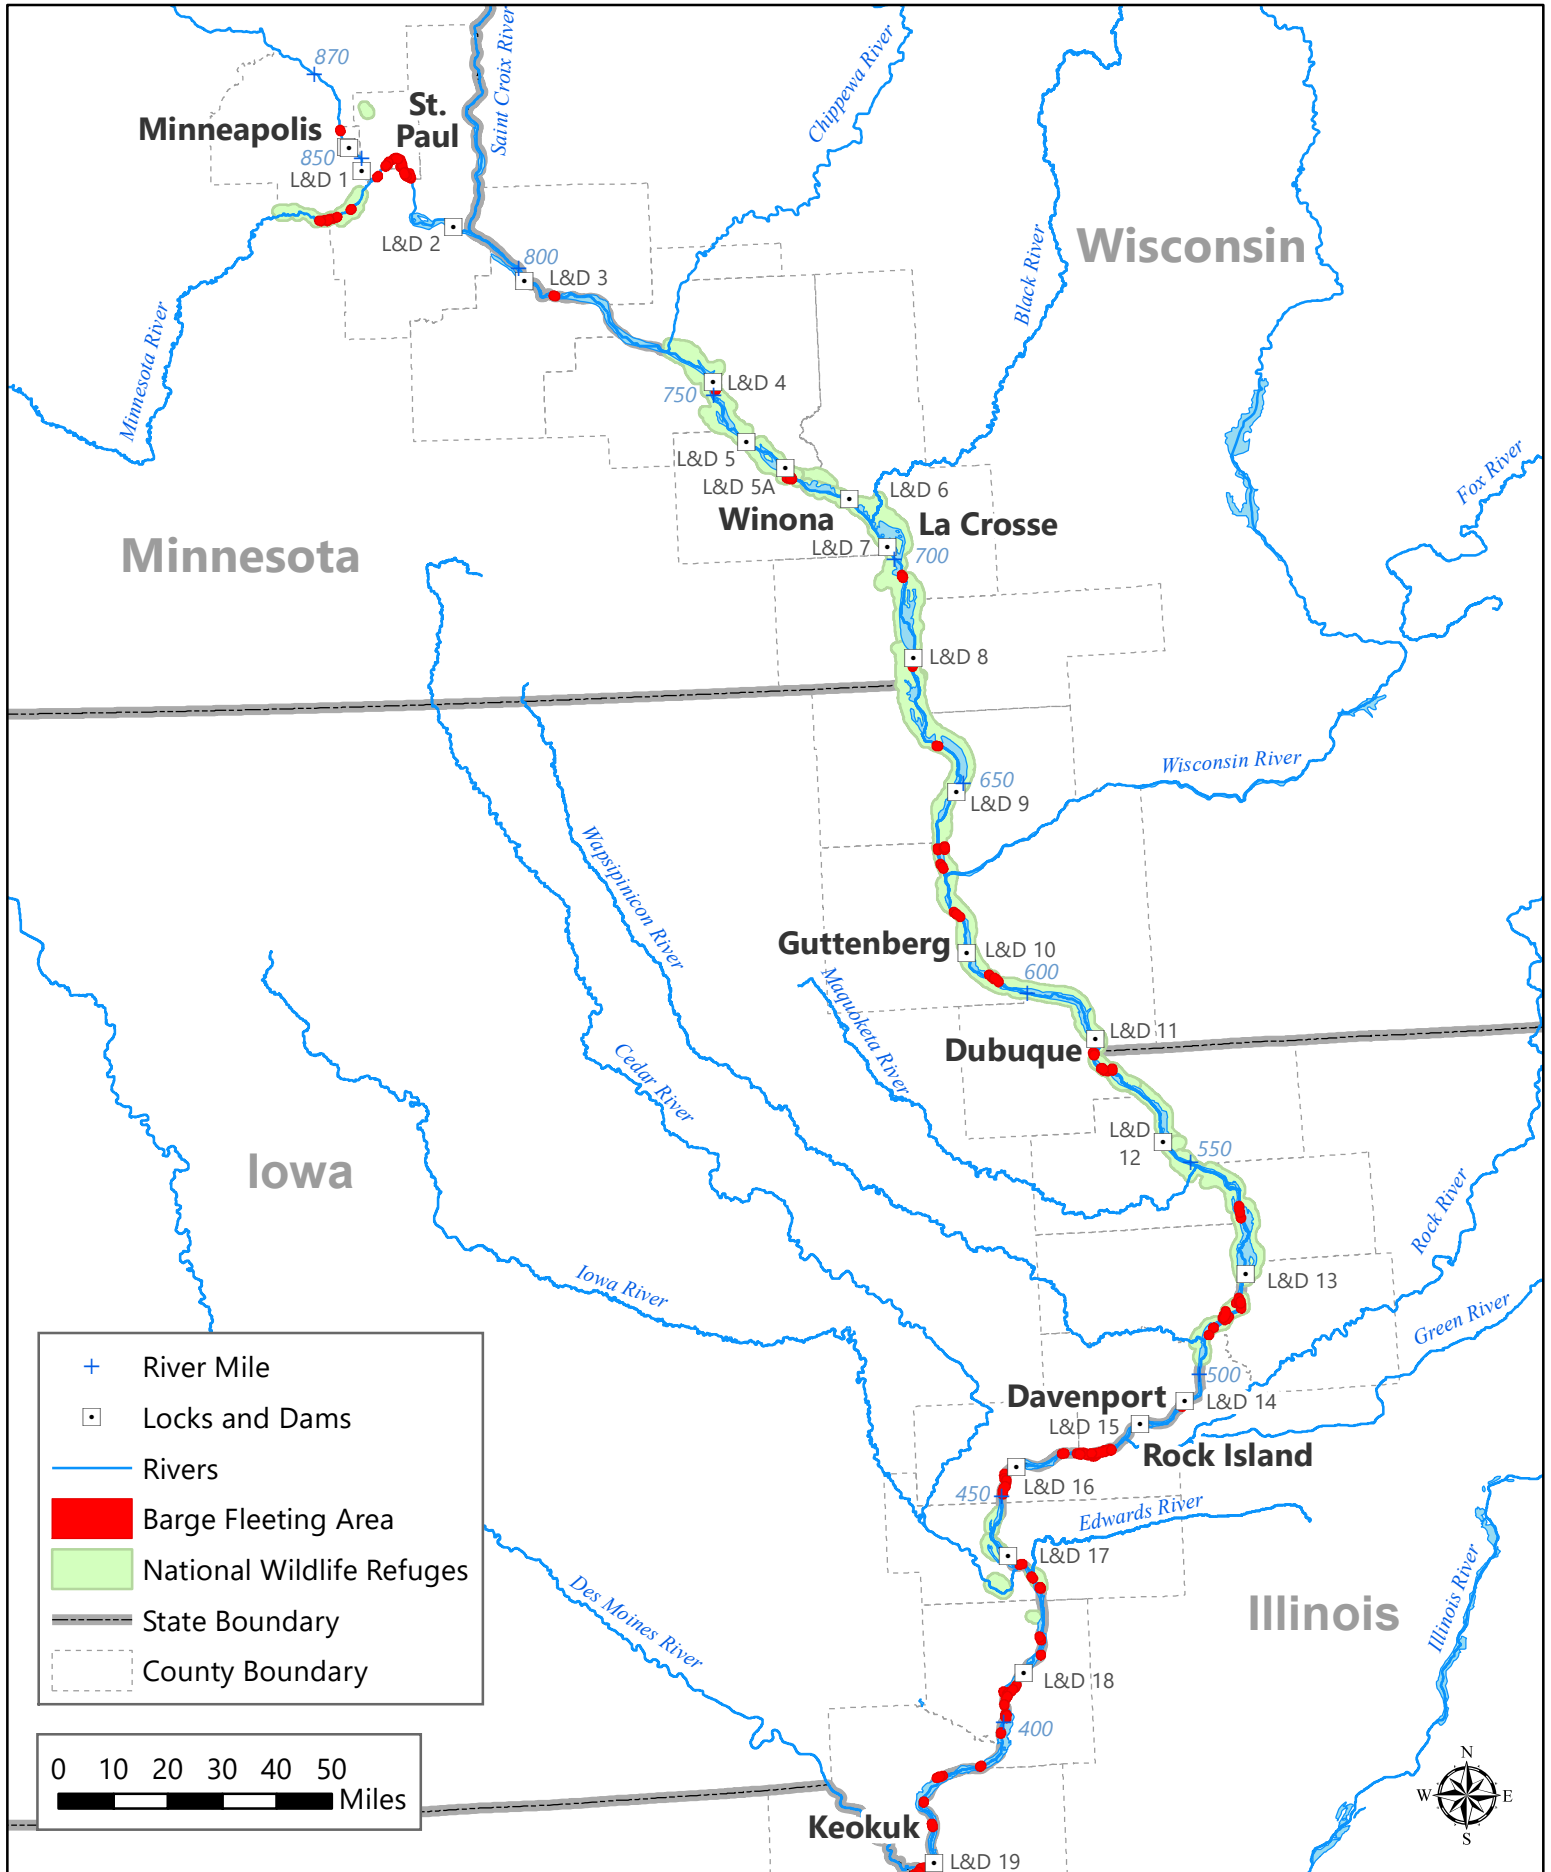 870
Saint Croix River
Chippewa River
St.
Paul
Minneapolis
850
L&D 1
L&D 2
800
L&D 3
Wisconsin
Black River
Minnesota River
750
L&D 4
L&D 5
L&D 5A
L&D 6
Fox River
Winona
La Crosse
L&D 7
700
Minnesota
L&D 8
650
L&D 9
Wisconsin River
Wapsipinicon River
Guttenberg
L&D 10
600
Maquoketa River
L&D 11
Dubuque
Cedar River
L&D
12
550
Iowa
Rock River
L&D 13
Iowa River
Green River
500
Davenport
L&D 14
L&D 15
Rock Island
L&D 16
450
Edwards River
L&D 17
Des Moines River
Illinois
Illinois River
L&D 18
400
Keokuk
L&D 19
River Mile
Locks and Dams
Rivers
Barge Fleeting Area
National Wildlife Refuges
State Boundary
County Boundary
0 10 20 30 40 50
Miles
N
W E
S